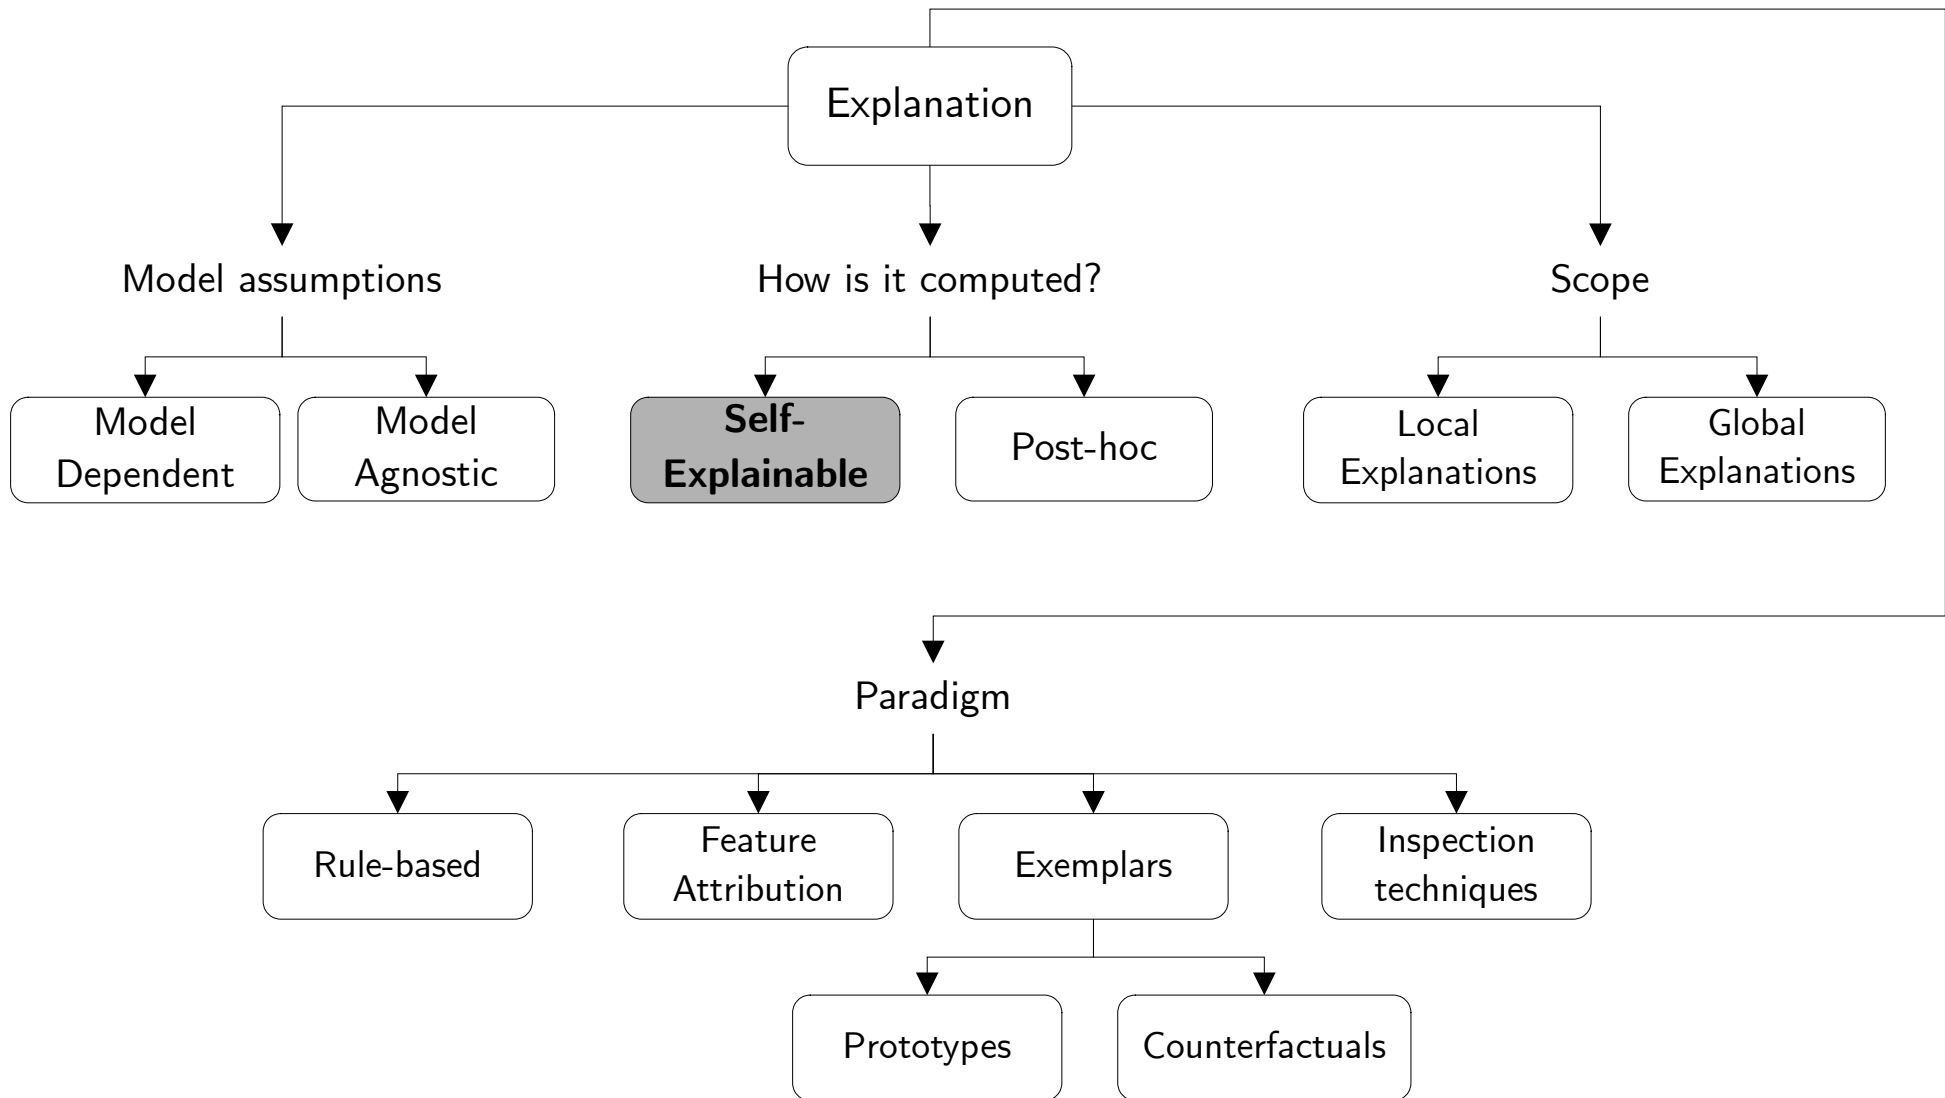 Explanation
Model assumptions
How is it computed?
Scope
Model
Dependent
Model
Agnostic
Self-
Explainable
Post-hoc
Local
Explanations
Global
Explanations
Paradigm
Rule-based
Feature
Attribution
Exemplars
Inspection
techniques
Prototypes
Counterfactuals